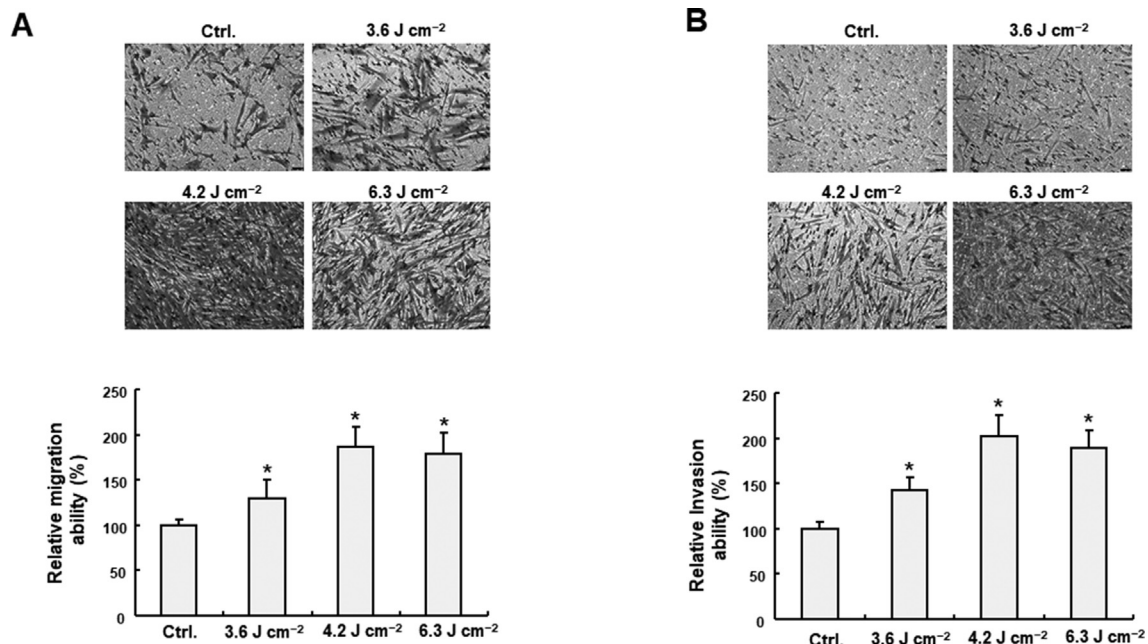 A
Ctrl.
3.6 J cm⁻²
4.2 J cm⁻²
6.3 J cm⁻²
Relative migration
ability (%)
250
200
150
100
50
0
*
*
*
Ctrl.
3.6 J cm⁻²
4.2 J cm⁻²
6.3 J cm⁻²
B
Ctrl.
3.6 J cm⁻²
4.2 J cm⁻²
6.3 J cm⁻²
Relative Invasion
ability (%)
250
200
150
100
50
0
*
*
*
Ctrl.
3.6 J cm⁻²
4.2 J cm⁻²
6.3 J cm⁻²